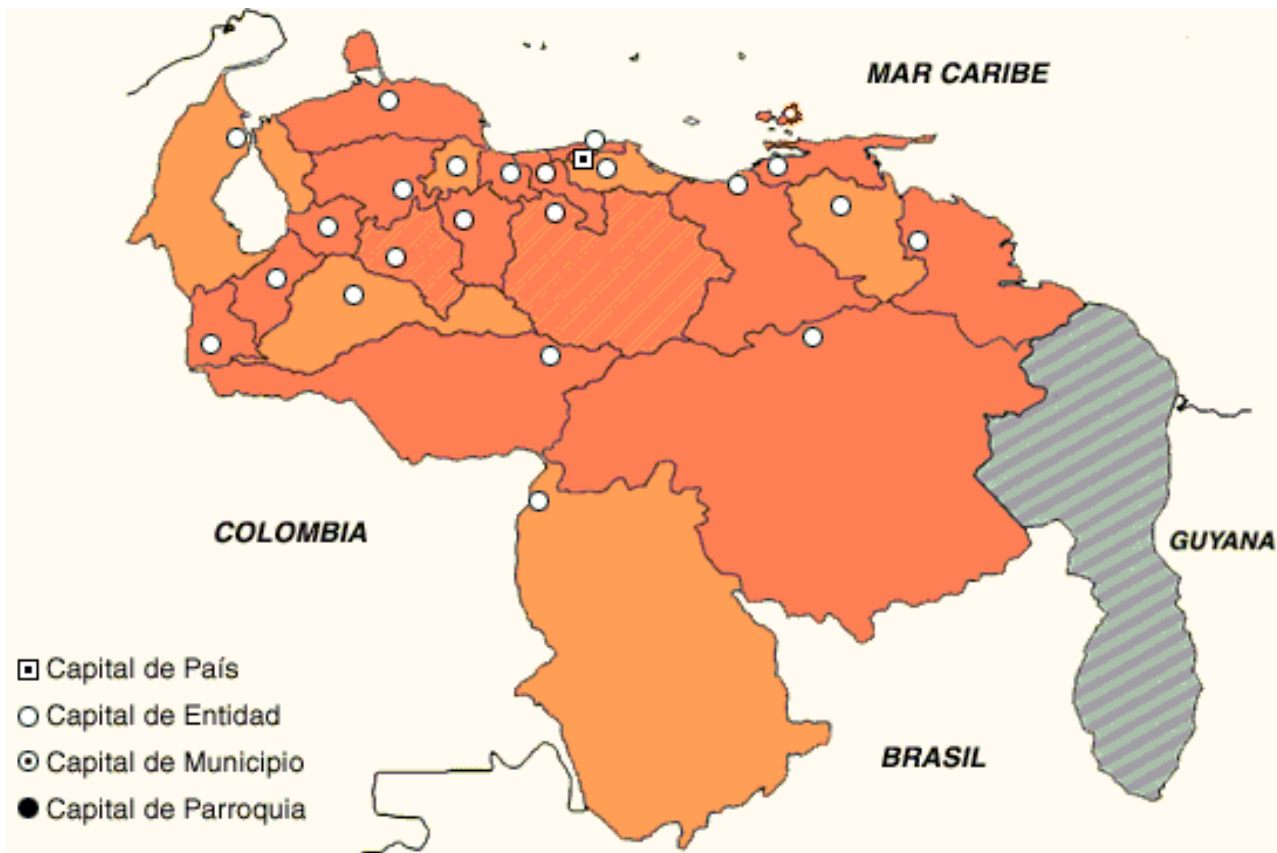 MAR CARIBE
COLOMBIA
GUYANA
BRASIL
Capital de País
Capital de Entidad
Capital de Municipio
Capital de Parroquia